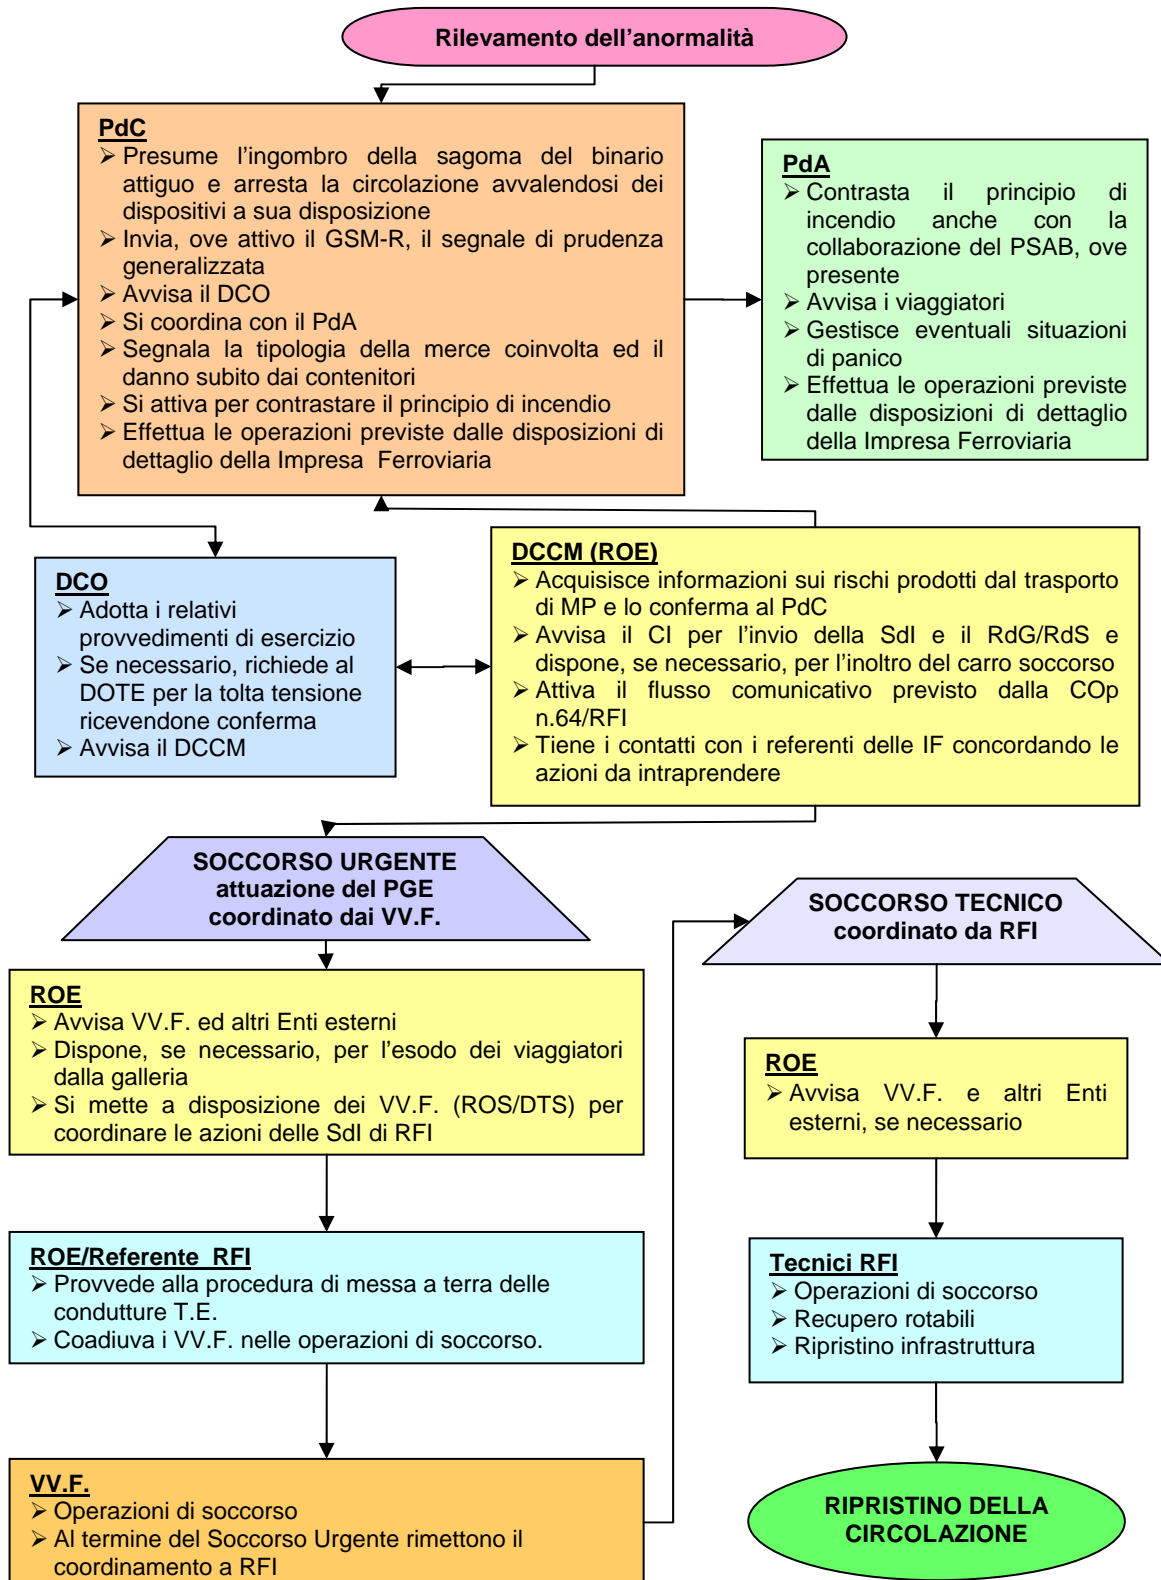 Rilevamento dell'anormalità
PdC
➢ Presume l'ingombro della sagoma del binario
attiguo e arresta la circolazione avvalendosi dei
dispositivi a sua disposizione
➢ Invia, ove attivo il GSM-R, il segnale di prudenza
generalizzata
➢ Avvisa il DCO
➢ Si coordina con il PdA
➢ Segnala la tipologia della merce coinvolta ed il
danno subito dai contenitori
➢ Si attiva per contrastare il principio di incendio
➢ Effettua le operazioni previste dalle disposizioni di
dettaglio della Impresa Ferroviaria
PdA
➢ Contrasta il principio di
incendio anche con la
collaborazione del PSAB, ove
presente
➢ Avvisa i viaggiatori
➢ Gestisce eventuali situazioni
di panico
➢ Effettua le operazioni previste
dalle disposizioni di dettaglio
della Impresa Ferroviaria
DCO
➢ Adotta i relativi
provvedimenti di esercizio
➢ Se necessario, richiede al
DOTE per la tolta tensione
ricevendone conferma
➢ Avvisa il DCCM
DCCM (ROE)
➢ Acquisisce informazioni sui rischi prodotti dal trasporto
di MP e lo conferma al PdC
➢ Avvisa il CI per l'invio della SdI e il RdG/RdS e
dispone, se necessario, per l'inoltro del carro soccorso
➢ Attiva il flusso comunicativo previsto dalla COp
n.64/RFI
➢ Tiene i contatti con i referenti delle IF concordando le
azioni da intraprendere
SOCCORSO URGENTE
attuazione del PGE
coordinato dai VV.F.
ROE
➢ Avvisa VV.F. ed altri Enti esterni
➢ Dispone, se necessario, per l'esodo dei viaggiatori
dalla galleria
➢ Si mette a disposizione dei VV.F. (ROS/DTS) per
coordinare le azioni delle SdI di RFI
ROE/Referente RFI
➢ Provvede alla procedura di messa a terra delle
condutture T.E.
➢ Coadiuva i VV.F. nelle operazioni di soccorso.
VV.F.
➢ Operazioni di soccorso
➢ Al termine del Soccorso Urgente rimettono il
coordinamento a RFI
SOCCORSO TECNICO
coordinato da RFI
ROE
➢ Avvisa VV.F. e altri Enti
esterni, se necessario
Tecnici RFI
➢ Operazioni di soccorso
➢ Recupero rotabili
➢ Ripristino infrastruttura
RIPRISTINO DELLA
CIRCOLAZIONE